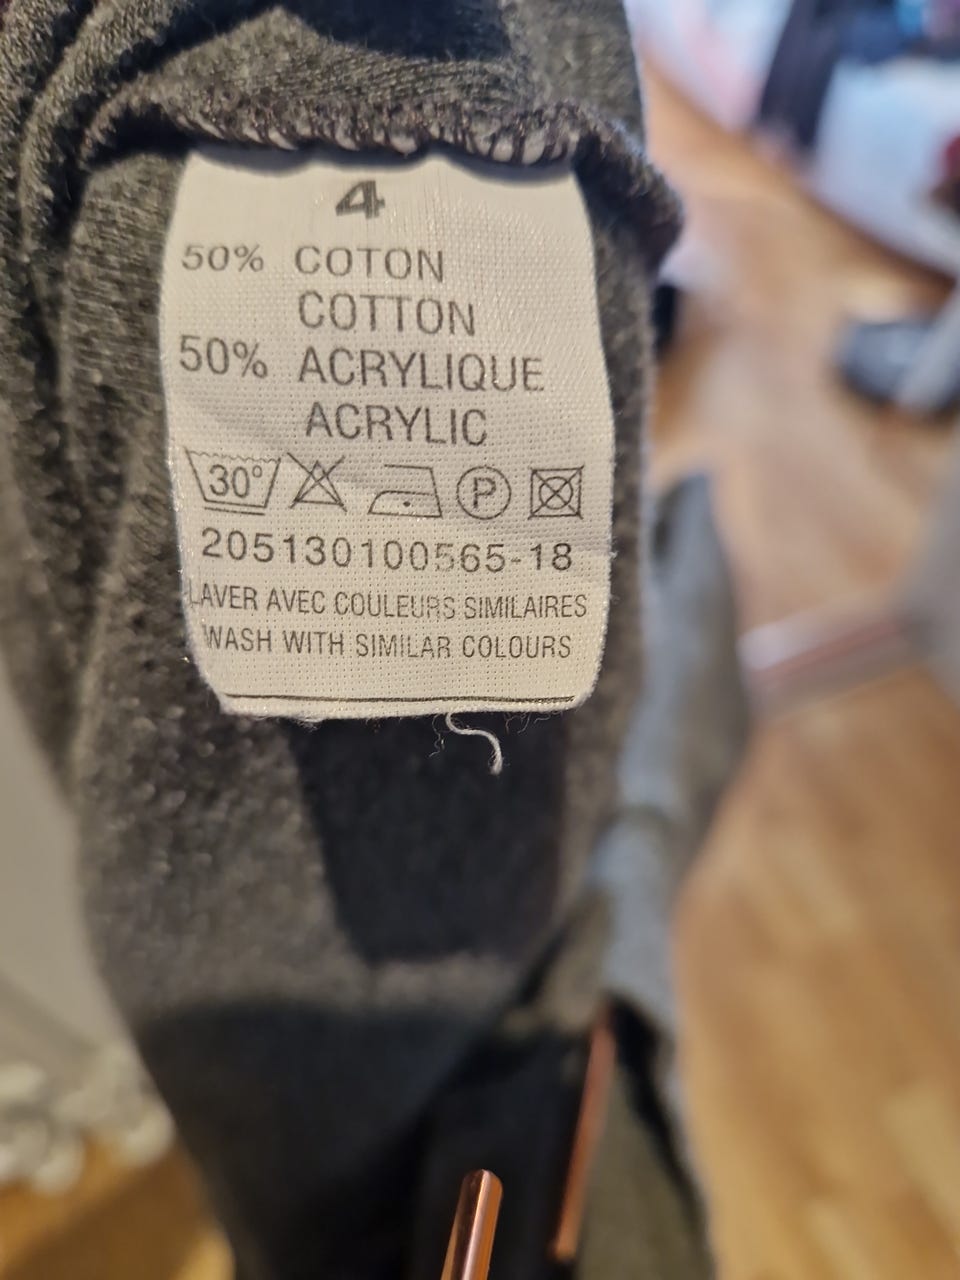 4
50% COTON
COTTON
50% ACRYLIQUE
ACRYLIC
30° P
205130100565-18
LAVER AVEC COULEURS SIMILAIRES
WASH WITH SIMILAR COLOURS